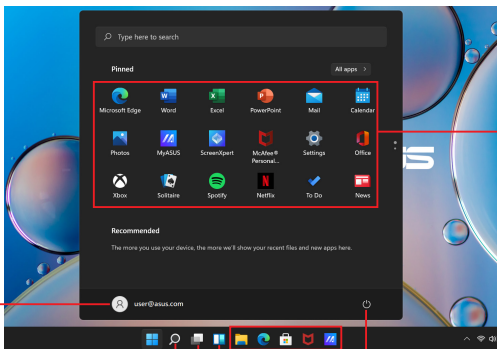 Type here to search
Pinned
All apps >
Microsoft Edge Word Excel PowerPoint Mail Calendar
Photos MyASUS ScreenXpert McAfee® Personal... Settings Office
Xbox Solitaire Spotify Netflix To Do News
Recommended
The more you use your device, the more we'll show your recent files and new apps here.
user@asus.com